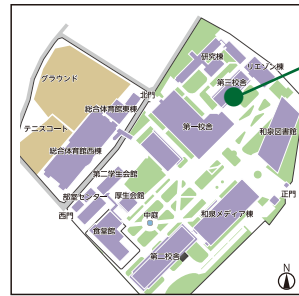 研究棟
リエゾン棟
グラウンド
北門
第三校舎
総合体育館東棟
第一校舎
テニスコート
和泉図書館
総合体育館西棟
第二学生会館
正門
部室センター
厚生会館
西門
中庭
和泉メディア棟
食堂館
第二校舎
N